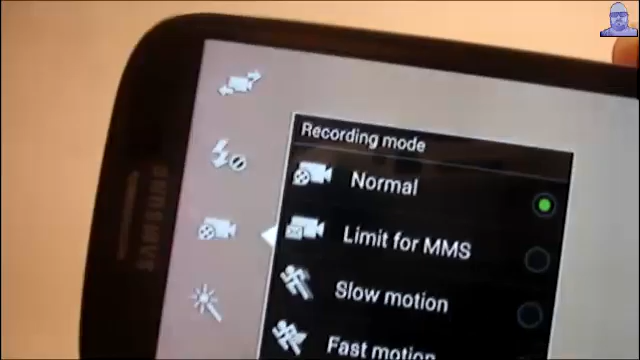 SAMSUNG
Recording mode
Normal
Limit for MMS
Slow motion
Fast motion